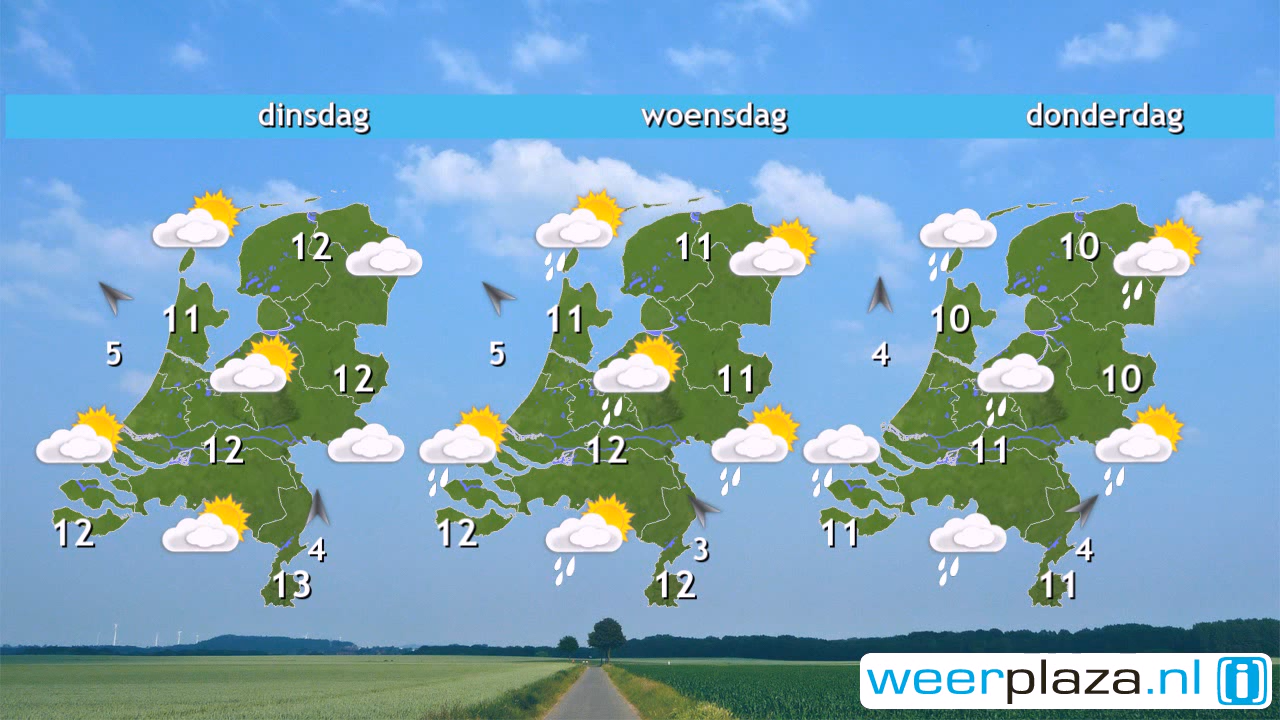 dinsdag woensdag donderdag
12 11 10
11 11 10
5 5 4
12 11 10
12 12 11
12 12 11
4 3 4
13 12 11
weerplaza.nl i